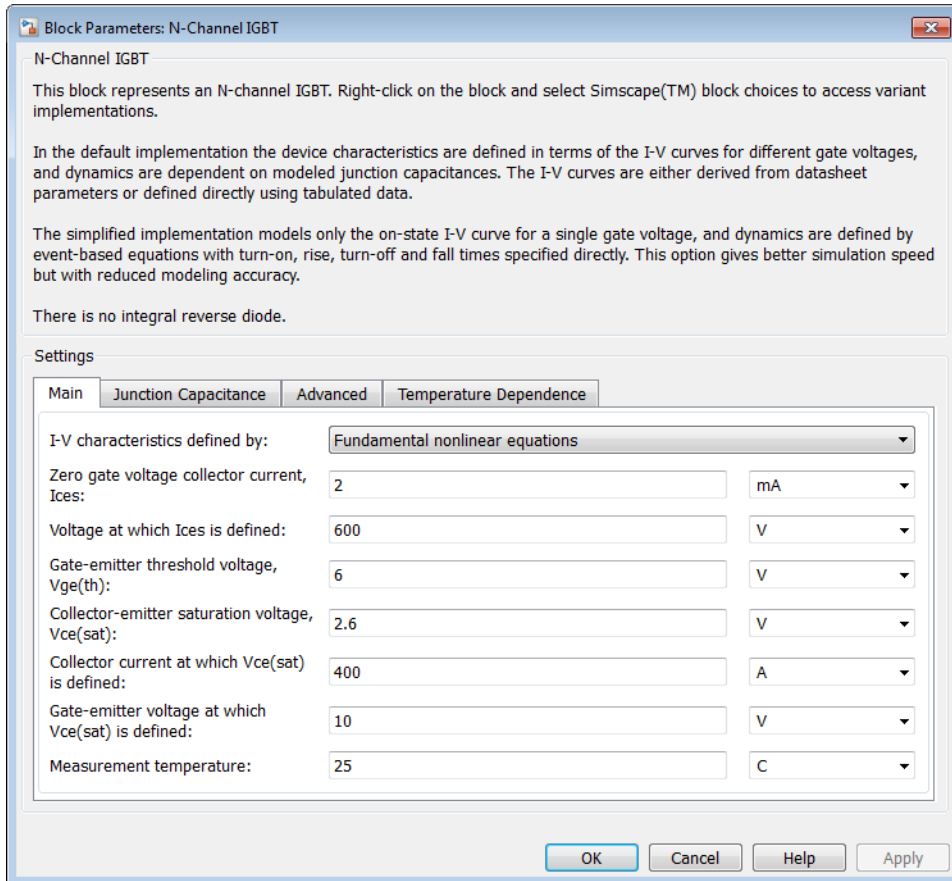 Block Parameters: N-Channel IGBT
N-Channel IGBT
This block represents an N-channel IGBT. Right-click on the block and select Simscape(TM) block choices to access variant
implementations.
In the default implementation the device characteristics are defined in terms of the I-V curves for different gate voltages,
and dynamics are dependent on modeled junction capacitances. The I-V curves are either derived from datasheet
parameters or defined directly using tabulated data.
The simplified implementation models only the on-state I-V curve for a single gate voltage, and dynamics are defined by
event-based equations with turn-on, rise, turn-off and fall times specified directly. This option gives better simulation speed
but with reduced modeling accuracy.
There is no integral reverse diode.
Settings
Main Junction Capacitance Advanced Temperature Dependence
I-V characteristics defined by: Fundamental nonlinear equations
Zero gate voltage collector current,
Ices: 2 mA
Voltage at which Ices is defined: 600 V
Gate-emitter threshold voltage,
Vge(th): 6 V
Collector-emitter saturation voltage,
Vce(sat): 2.6 V
Collector current at which Vce(sat)
is defined: 400 A
Gate-emitter voltage at which
Vce(sat) is defined: 10 V
Measurement temperature: 25 C
OK Cancel Help Apply